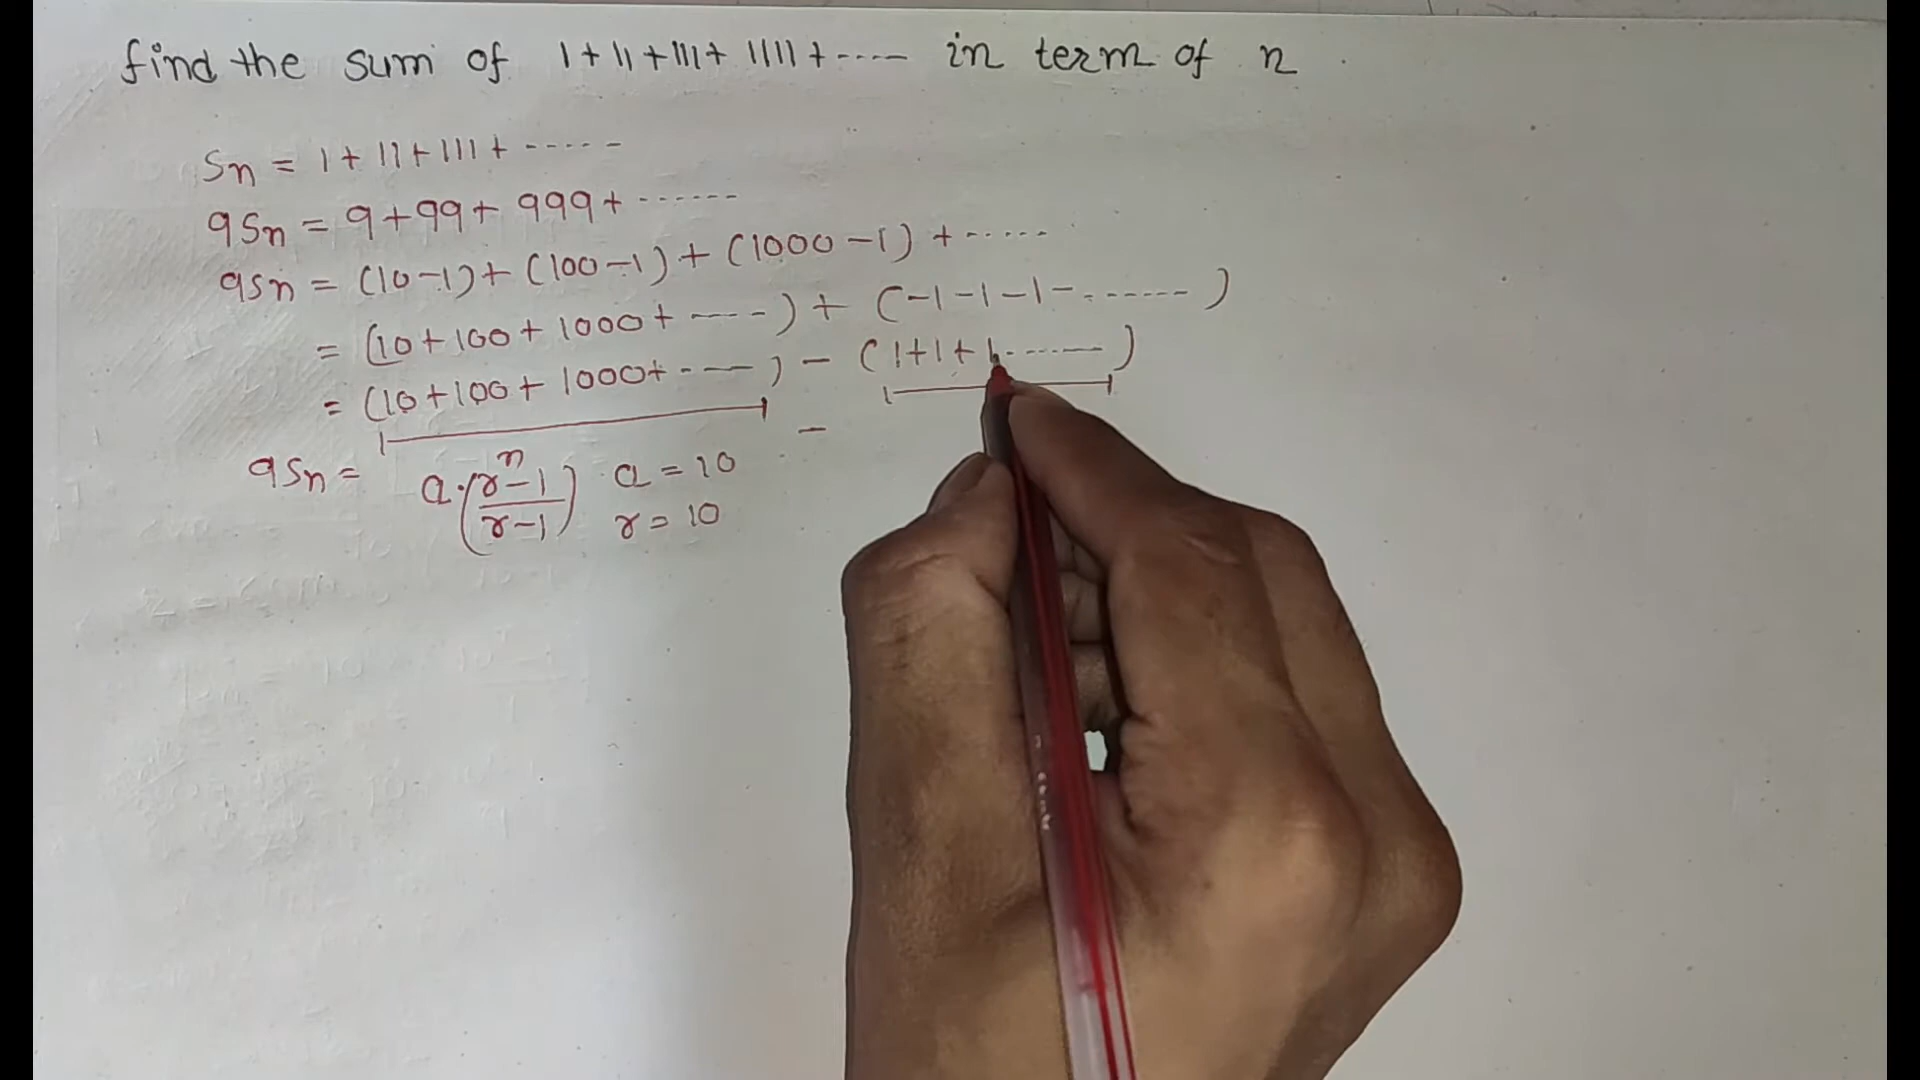 find the sum of 1+11+111+1111+---- in term of n
Sn = 1+11+111+-----
9Sn = 9+99+999+------
9Sn = (10-1)+(100-1)+(1000-1)+-----
= (10+100+1000+----)+(-1-1-1-------)
= (10+100+1000+----)-(1+1+1------)
9Sn = a.(r^n-1/r-1) a=10 -
r=10